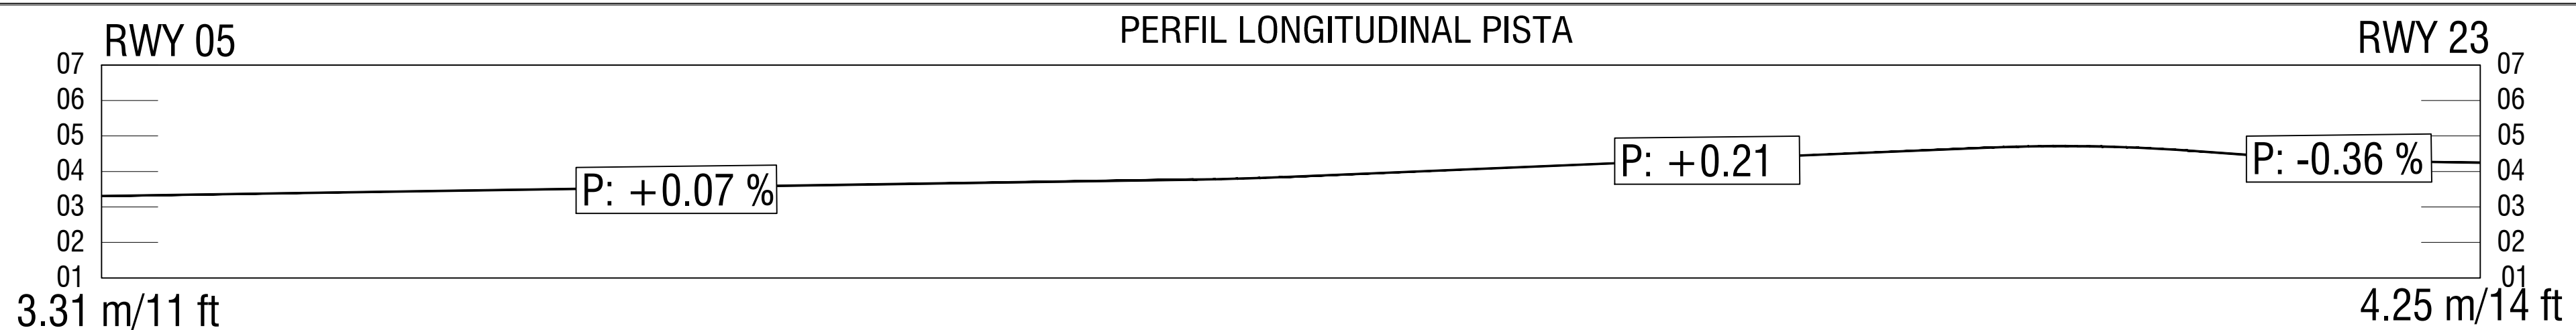 PERFIL LONGITUDINAL PISTA
RWY 05
RWY 23
07
06
05
04
03
02
01
P: +0.07 %
P: +0.21
P: -0.36 %
07
06
05
04
03
02
01
3.31 m/11 ft
4.25 m/14 ft